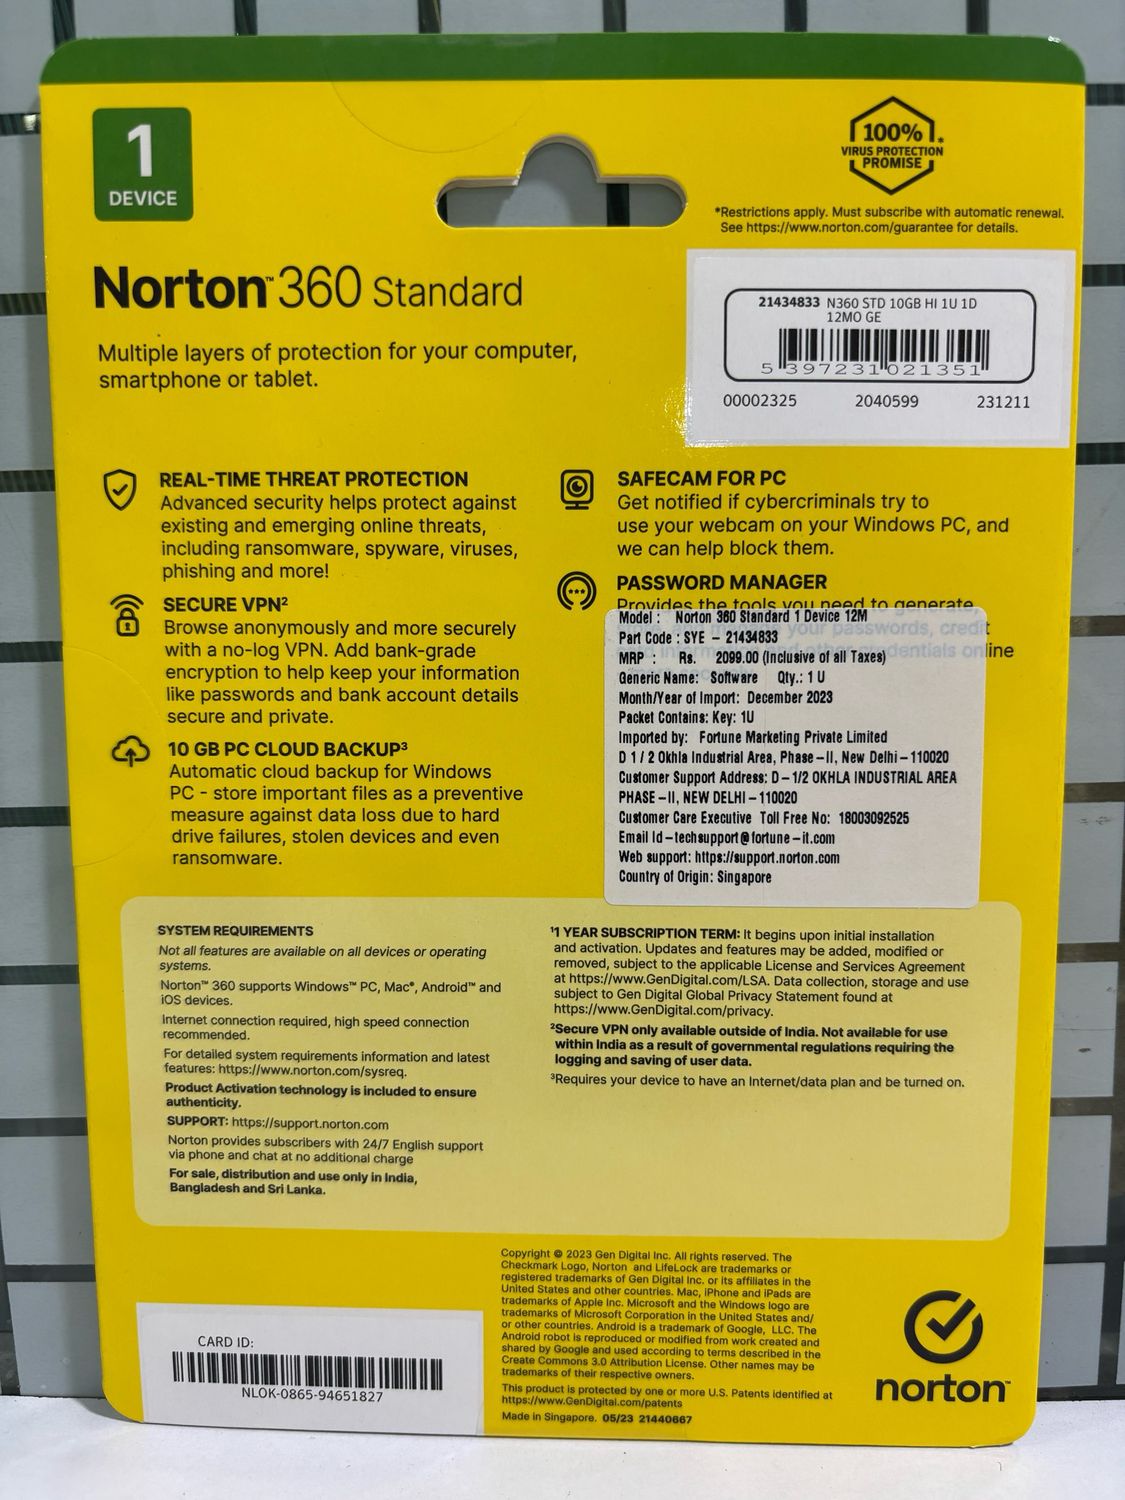 1
DEVICE
100%
VIRUS PROTECTION
PROMISE
*
*Restrictions apply. Must subscribe with automatic renewal.
See https://www.norton.com/guarantee for details.
Norton™ 360 Standard
Multiple layers of protection for your computer,
smartphone or tablet.
21434833 N360 STD 10GB HI 1U 1D
12MO GE
5 397231 021351
00002325 2040599 231211
REAL-TIME THREAT PROTECTION
Advanced security helps protect against
existing and emerging online threats,
including ransomware, spyware, viruses,
phishing and more!
SECURE VPN²
Browse anonymously and more securely
with a no-log VPN. Add bank-grade
encryption to help keep your information
like passwords and bank account details
secure and private.
10 GB PC CLOUD BACKUP³
Automatic cloud backup for Windows
PC - store important files as a preventive
measure against data loss due to hard
drive failures, stolen devices and even
ransomware.
SAFECAM FOR PC
Get notified if cybercriminals try to
use your webcam on your Windows PC, and
we can help block them.
PASSWORD MANAGER
Provides the tools you need to generate,
your passwords, credit
and other credentials online
Model : Norton 360 Standard 1 Device 12M
Part Code : SYE - 21434833
MRP : Rs. 2099.00 (Inclusive of all Taxes)
Generic Name: Software Qty.: 1 U
Month/Year of Import: December 2023
Packet Contains: Key: 1U
Imported by: Fortune Marketing Private Limited
D 1 / 2 Okhla Industrial Area, Phase-II, New Delhi-110020
Customer Support Address: D-1/2 OKHLA INDUSTRIAL AREA
PHASE-II, NEW DELHI-110020
Customer Care Executive Toll Free No: 18003092525
Email Id-techsupport@fortune-it.com
Web support: https://support.norton.com
Country of Origin: Singapore
SYSTEM REQUIREMENTS
Not all features are available on all devices or operating
systems.
Norton™ 360 supports Windows™ PC, Mac®, Android™ and
iOS devices.
Internet connection required, high speed connection
recommended.
For detailed system requirements information and latest
features: https://www.norton.com/sysreq.
Product Activation technology is included to ensure
authenticity.
SUPPORT: https://support.norton.com
Norton provides subscribers with 24/7 English support
via phone and chat at no additional charge
For sale, distribution and use only in India,
Bangladesh and Sri Lanka.
¹1 YEAR SUBSCRIPTION TERM: It begins upon initial installation
and activation. Updates and features may be added, modified or
removed, subject to the applicable License and Services Agreement
at https://www.GenDigital.com/LSA. Data collection, storage and use
subject to Gen Digital Global Privacy Statement found at
https://www.GenDigital.com/privacy.
²Secure VPN only available outside of India. Not available for use
within India as a result of governmental regulations requiring the
logging and saving of user data.
³Requires your device to have an Internet/data plan and be turned on.
Copyright © 2023 Gen Digital Inc. All rights reserved. The
Checkmark Logo, Norton and LifeLock are trademarks or
registered trademarks of Gen Digital Inc. or its affiliates in the
United States and other countries. Mac, iPhone and iPads are
trademarks of Apple Inc. Microsoft and the Windows logo are
trademarks of Microsoft Corporation in the United States and/
or other countries. Android is a trademark of Google, LLC. The
Android robot is reproduced or modified from work created and
shared by Google and used according to terms described in the
Create Commons 3.0 Attribution License. Other names may be
trademarks of their respective owners.
This product is protected by one or more U.S. Patents identified at
https://www.GenDigital.com/patents
Made in Singapore. 05/23 21440667
CARD ID:
NLOK-0865-94651827
norton™